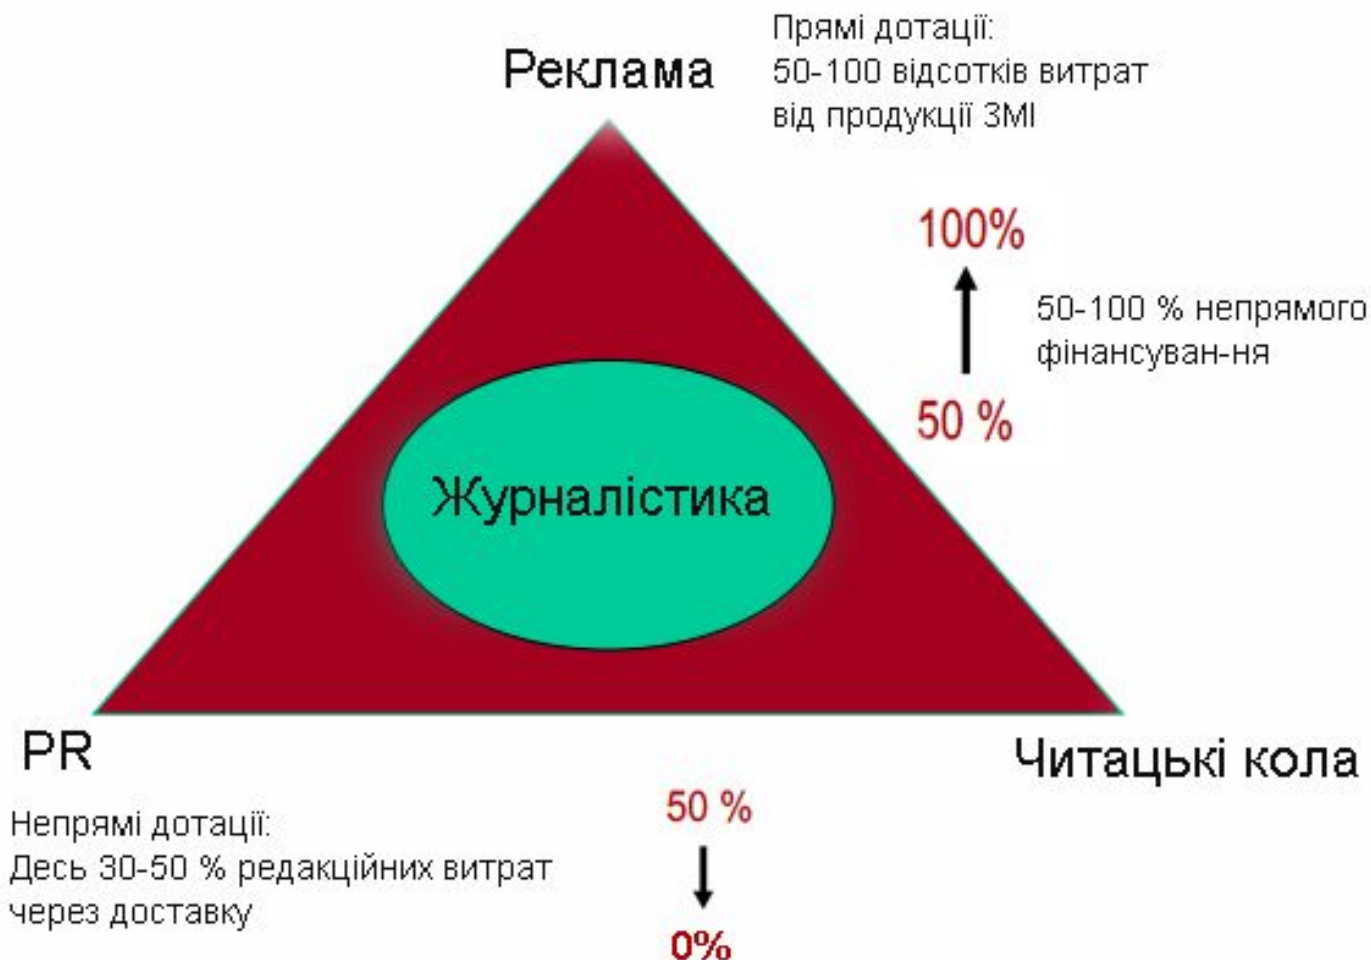 Реклама
Прямі дотації:
50-100 відсотків витрат
від продукції ЗМІ
100%
50-100 % непрямого
фінансуван-ня
50 %
Журналістика
PR
Читацькі кола
Непрямі дотації:
Десь 30-50 % редакційних витрат
через доставку
50 %
0%